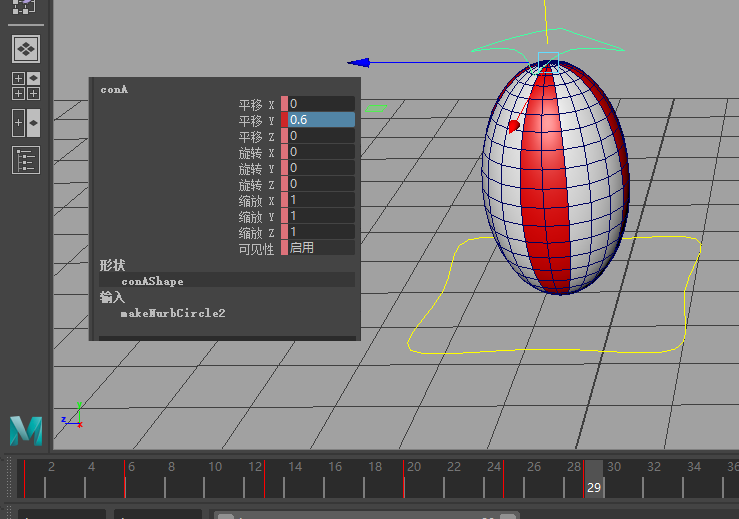 conA
平移 X 0
平移 Y 0.6
平移 Z 0
旋转 X 0
旋转 Y 0
旋转 Z 0
缩放 X 1
缩放 Y 1
缩放 Z 1
可见性 启用
形状
conAShape
输入
makeNurbCircle2
z x
M
2 4 6 8 10 12 14 16 18 20 22 24 26 28 30 32 34 36
29